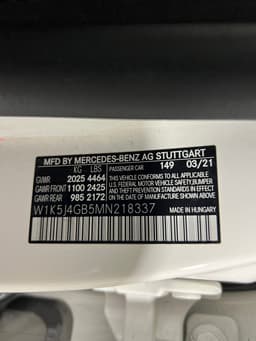 MFD BY MERCEDES-BENZ AG STUTTGART
KG LBS PASSENGER CAR 149 03/21
GVWR 2025 4464
GAWR FRONT 1100 2425
GAWR REAR 985 2172
THIS VEHICLE CONFORMS TO ALL APPLICABLE
U.S. FEDERAL MOTOR VEHICLE SAFETY, BUMPER
AND THEFT PREVENTION STANDARDS IN EFFECT
ON THE DATE OF MANUFACTURE SHOWN ABOVE.
W1K5J4GB5MN218337
MADE IN HUNGARY